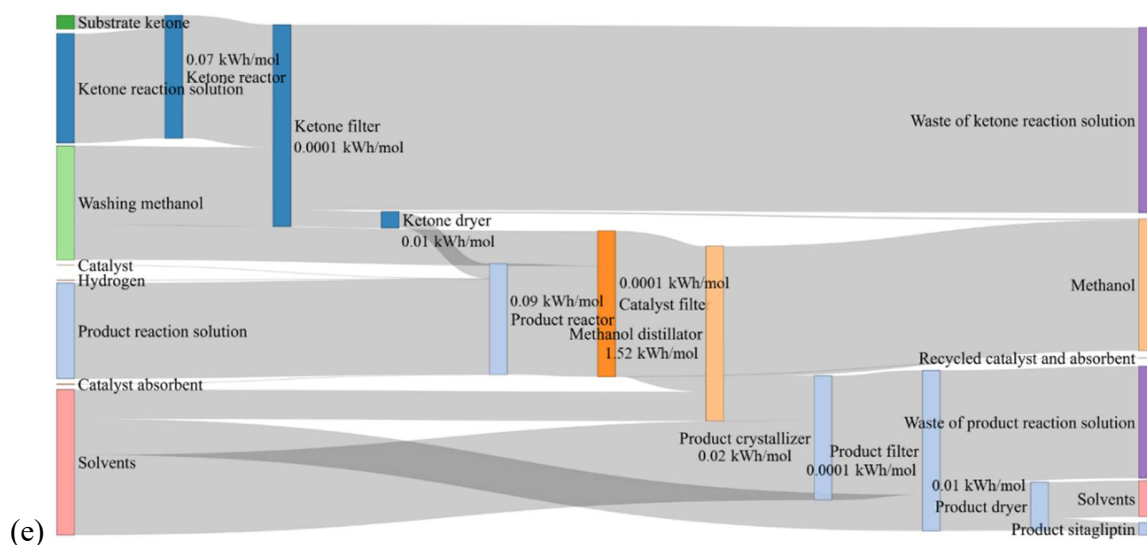 Substrate ketone
0.07 kWh/mol
Ketone reactor
Ketone reaction solution
Ketone filter
0.0001 kWh/mol
Waste of ketone reaction solution
Washing methanol
Ketone dryer
0.01 kWh/mol
Catalyst
Hydrogen
0.0001 kWh/mol
Catalyst filter
Methanol
0.09 kWh/mol
Product reactor
Product reaction solution
Methanol distillator
1.52 kWh/mol
Recycled catalyst and absorbent
Catalyst absorbent
Waste of product reaction solution
Product crystallizer
0.02 kWh/mol
Product filter
0.0001 kWh/mol
Solvents
0.01 kWh/mol
Product dryer
Solvents
Product sitagliptin
(e)